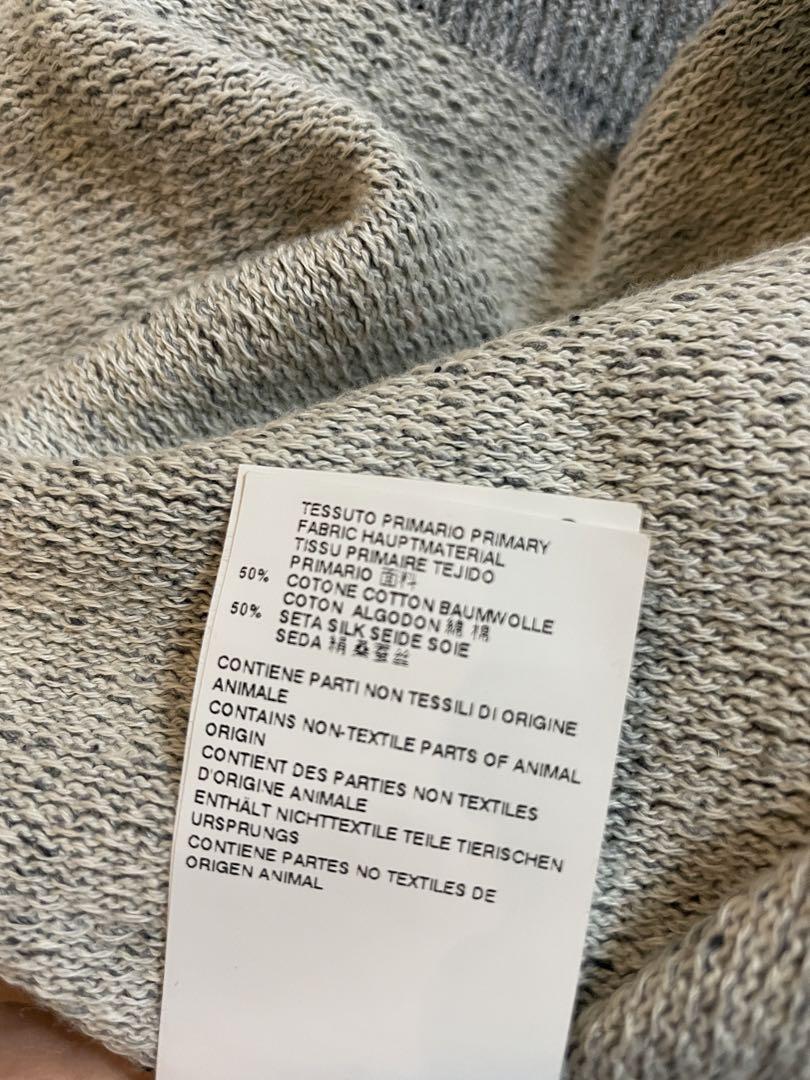 TESSUTO PRIMARIO PRIMARY
FABRIC HAUPTMATERIAL
TISSU PRIMAIRE TEJIDO
PRIMARIO 面料
50% COTONE COTTON BAUMWOLLE
COTON ALGODON 綿 棉
50% SETA SILK SEIDE SOIE
SEDA 絹 桑蚕丝
CONTIENE PARTI NON TESSILI DI ORIGINE
ANIMALE
CONTAINS NON-TEXTILE PARTS OF ANIMAL
ORIGIN
CONTIENT DES PARTIES NON TEXTILES
D'ORIGINE ANIMALE
ENTHÄLT NICHTTEXTILE TEILE TIERISCHEN
URSPRUNGS
CONTIENE PARTES NO TEXTILES DE
ORIGEN ANIMAL